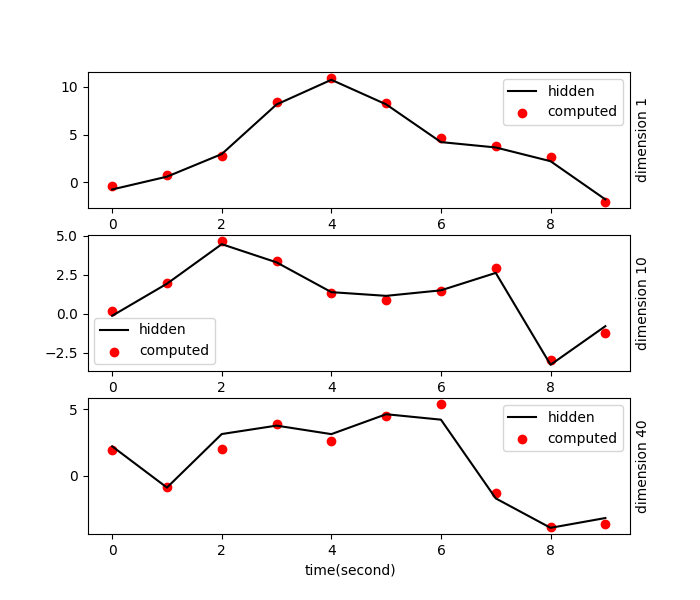 10
5
0
hidden
computed
dimension 1
0 2 4 6 8
5.0
2.5
0.0
−2.5
hidden
computed
dimension 10
0 2 4 6 8
5
0
hidden
computed
dimension 40
0 2 4 6 8
time(second)